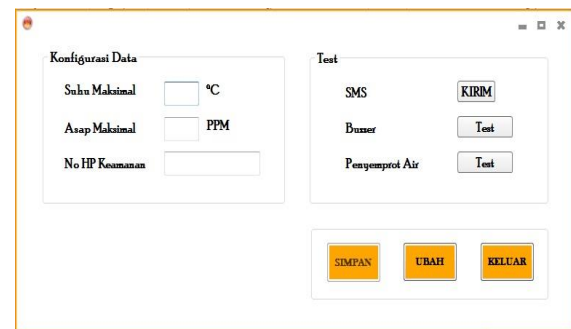 Konfigurasi Data
Suhu Maksimal °C
Asap Maksimal PPM
No HP Keamanan
Test
SMS KIRIM
Buzzer Test
Penyemprot Air Test
SIMPAN UBAH KELUAR